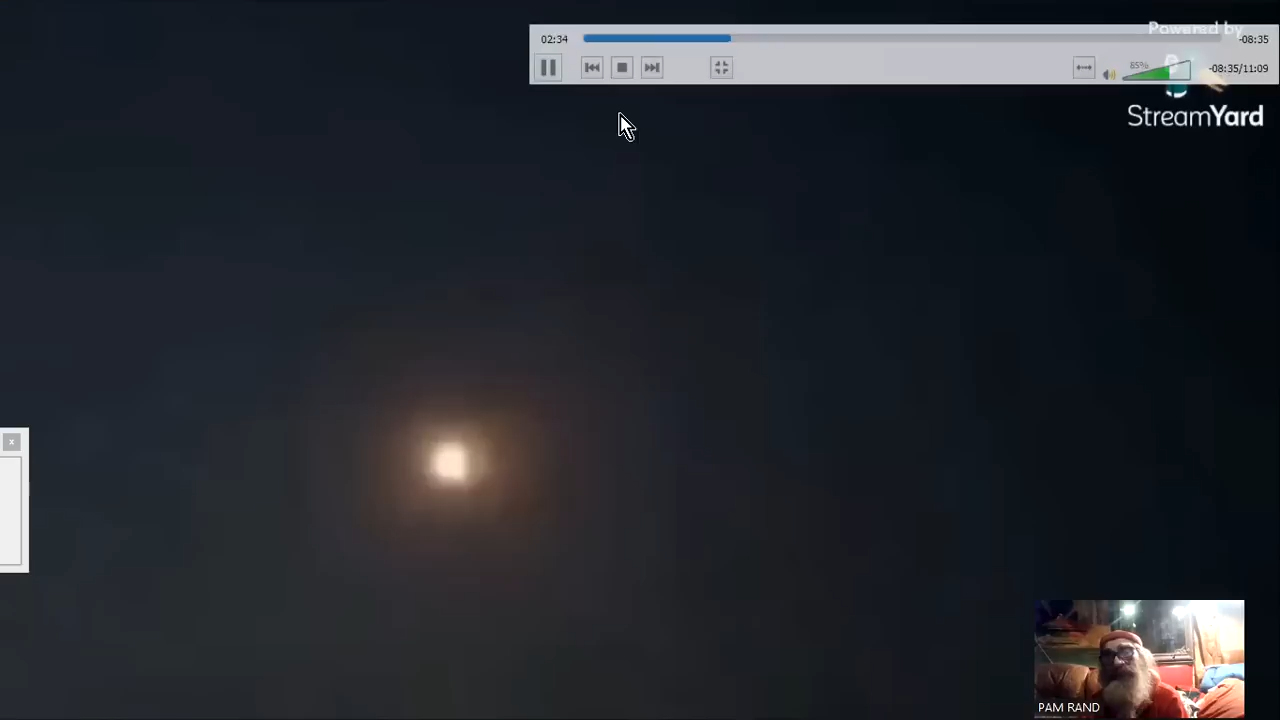 Powered by
02:34
-08:35
85%
-08:35/11:09
StreamYard
x
PAM RAND